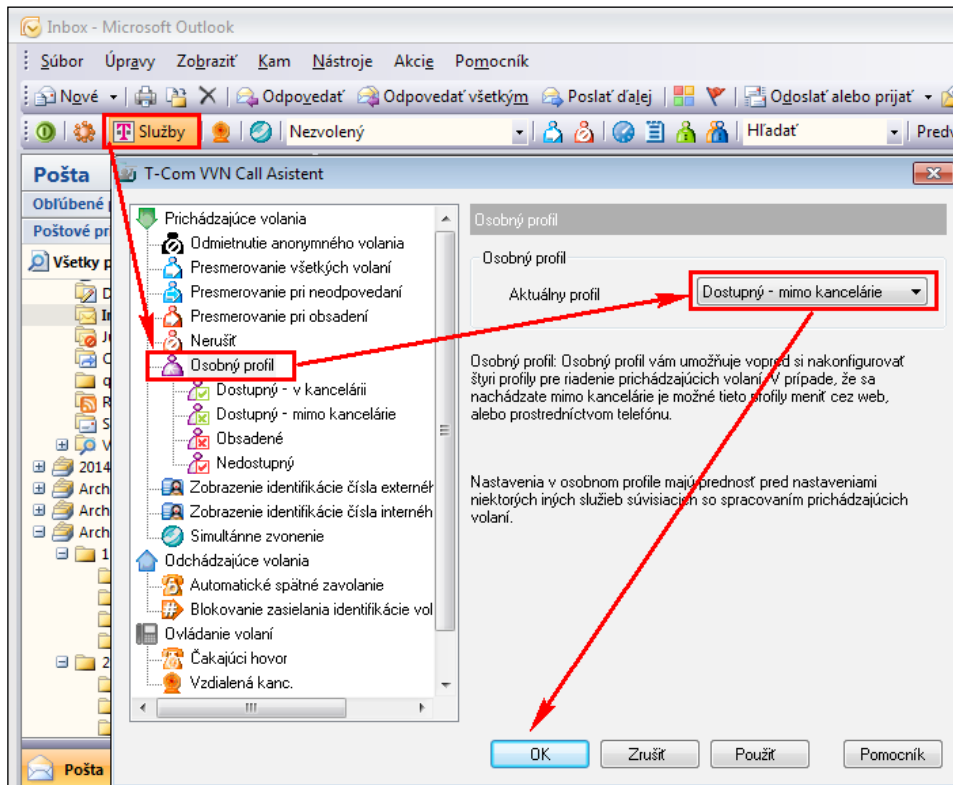 Inbox - Microsoft Outlook
Súbor Úpravy Zobraziť Kam Nástroje Akcie Pomocník
Nové Odpovedať Odpovedať všetkým Poslať ďalej Odoslať alebo prijať
T Služby Nezvolený Hľadať Predv
Pošta
T-Com VVN Call Asistent
Obľúbené
Poštové pr
Všetky p
Prichádzajúce volania
Odmietnutie anonymného volania
Presmerovanie všetkých volaní
Presmerovanie pri neodpovedaní
Presmerovanie pri obsadení
Nerušiť
Osobný profil
Dostupný - v kancelárii
Dostupný - mimo kancelárie
Obsadené
Nedostupný
Zobrazenie identifikácie čísla externéh
Zobrazenie identifikácie čísla internéh
Simultánne zvonenie
Odchádzajúce volania
Automatické spätné zavolanie
Blokovanie zasielania identifikácie vol
Ovládanie volaní
Čakajúci hovor
Vzdialená kanc.
Osobný profil
Osobný profil
Aktuálny profil Dostupný - mimo kancelárie
Osobný profil: Osobný profil vám umožňuje vopred si nakonfigurovať
štyri profily pre riadenie prichádzajúcich volaní. V prípade, že sa
nachádzate mimo kancelárie je možné tieto profily meniť cez web,
alebo prostredníctvom telefónu.
Nastavenia v osobnom profile majú prednosť pred nastaveniami
niektorých iných služieb súvisiacich so spracovaním prichádzajúcich
volaní.
2014
Arch
Arch
Arch
1
2
Pošta
OK Zrušiť Použiť Pomocník